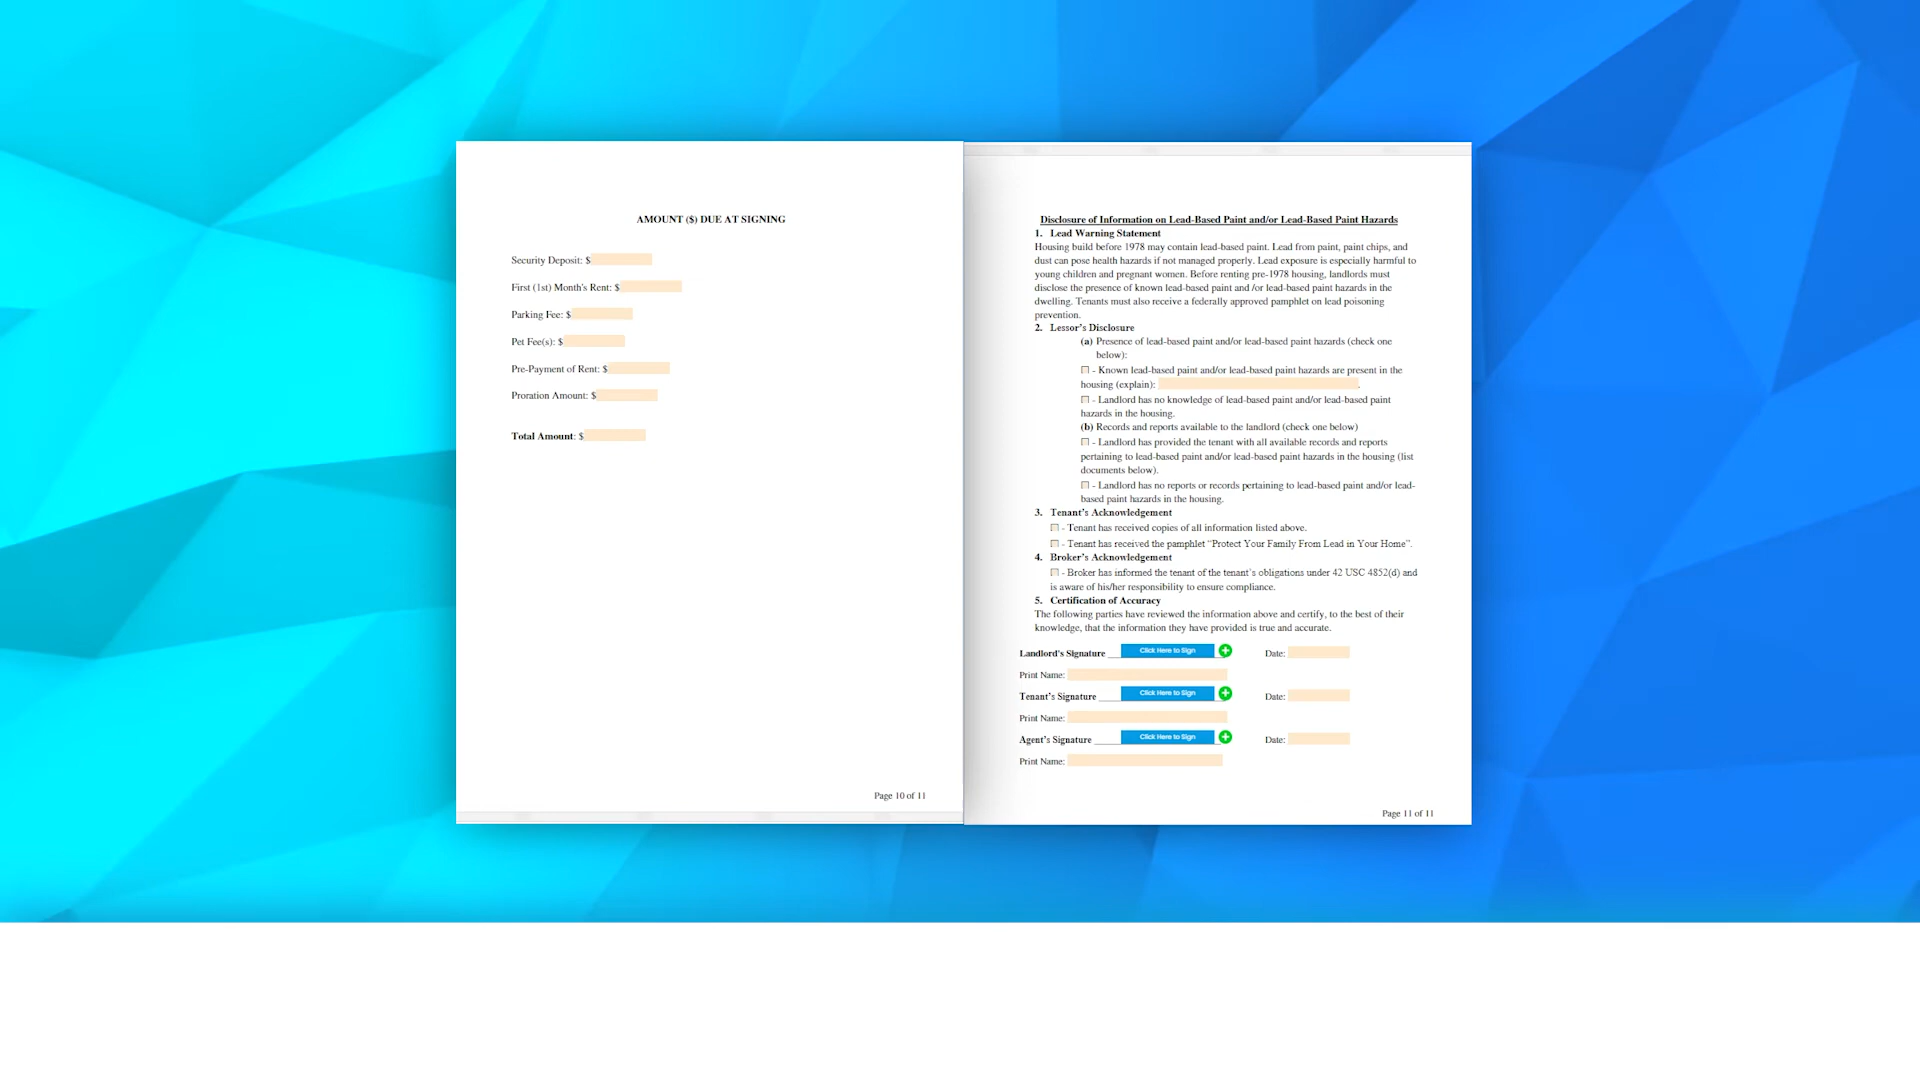 AMOUNT ($) DUE AT SIGNING
Security Deposit: $
First (1st) Month's Rent: $
Parking Fee: $
Pet Fee(s): $
Pre-Payment of Rent: $
Proration Amount: $
Total Amount: $
Page 10 of 11
Disclosure of Information on Lead-Based Paint and/or Lead-Based Paint Hazards
1. Lead Warning Statement
Housing build before 1978 may contain lead-based paint. Lead from paint, paint chips, and
dust can pose health hazards if not managed properly. Lead exposure is especially harmful to
young children and pregnant women. Before renting pre-1978 housing, landlords must
disclose the presence of known lead-based paint and /or lead-based paint hazards in the
dwelling. Tenants must also receive a federally approved pamphlet on lead poisoning
prevention.
2. Lessor’s Disclosure
(a) Presence of lead-based paint and/or lead-based paint hazards (check one
below):
- Known lead-based paint and/or lead-based paint hazards are present in the
housing (explain): .
- Landlord has no knowledge of lead-based paint and/or lead-based paint
hazards in the housing.
(b) Records and reports available to the landlord (check one below)
- Landlord has provided the tenant with all available records and reports
pertaining to lead-based paint and/or lead-based paint hazards in the housing (list
documents below).
- Landlord has no reports or records pertaining to lead-based paint and/or lead-
based paint hazards in the housing.
3. Tenant’s Acknowledgement
- Tenant has received copies of all information listed above.
- Tenant has received the pamphlet “Protect Your Family From Lead in Your Home”.
4. Broker’s Acknowledgement
- Broker has informed the tenant of the tenant’s obligations under 42 USC 4852(d) and
is aware of his/her responsibility to ensure compliance.
5. Certification of Accuracy
The following parties have reviewed the information above and certify, to the best of their
knowledge, that the information they have provided is true and accurate.
Landlord’s Signature Click Here to Sign Date:
Print Name:
Tenant’s Signature Click Here to Sign Date:
Print Name:
Agent’s Signature Click Here to Sign Date:
Print Name:
Page 11 of 11